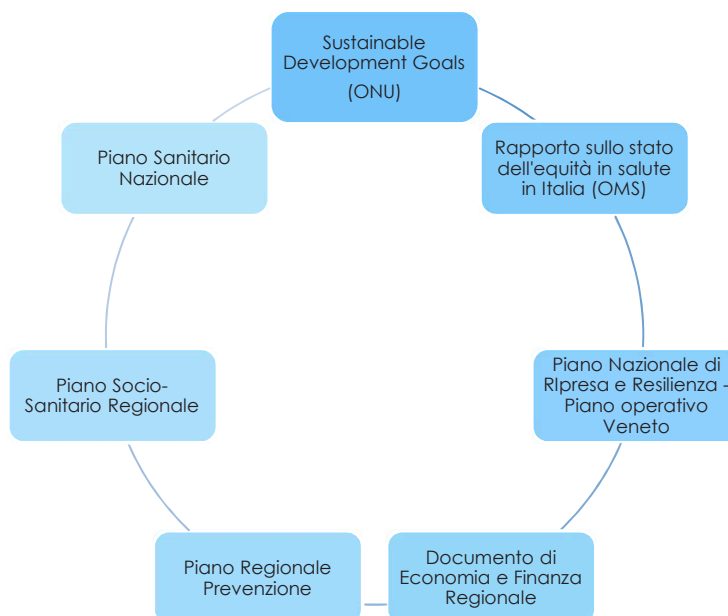 Sustainable
Development Goals
(ONU)
Rapporto sullo stato
dell'equità in salute
in Italia (OMS)
Piano Nazionale di
RIpresa e Resilienza -
Piano operativo
Veneto
Documento di
Economia e Finanza
Regionale
Piano Regionale
Prevenzione
Piano Socio-
Sanitario Regionale
Piano Sanitario
Nazionale